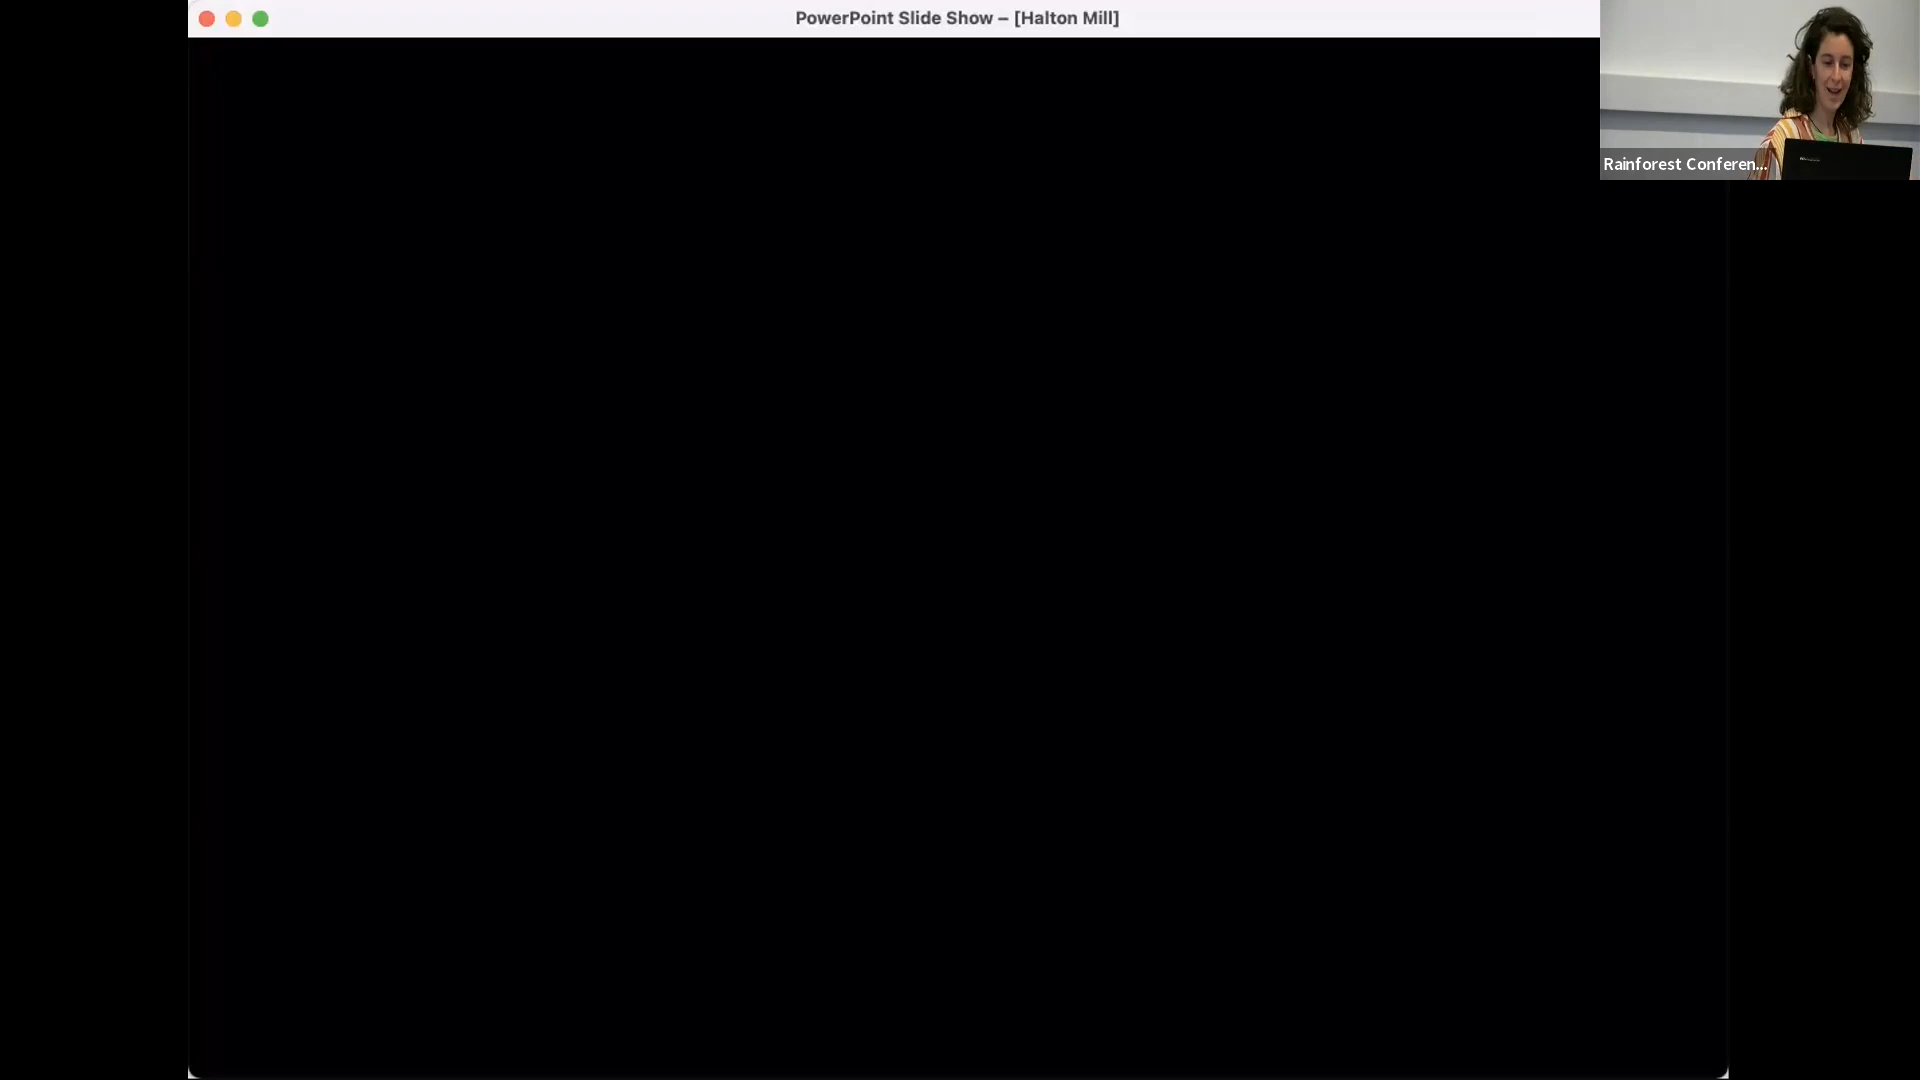 PowerPoint Slide Show – [Halton Mill]
Rainforest Conferen...